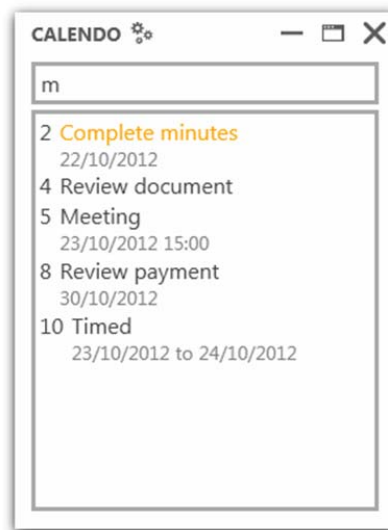 CALENDO
m
2 Complete minutes
22/10/2012
4 Review document
5 Meeting
23/10/2012 15:00
8 Review payment
30/10/2012
10 Timed
23/10/2012 to 24/10/2012